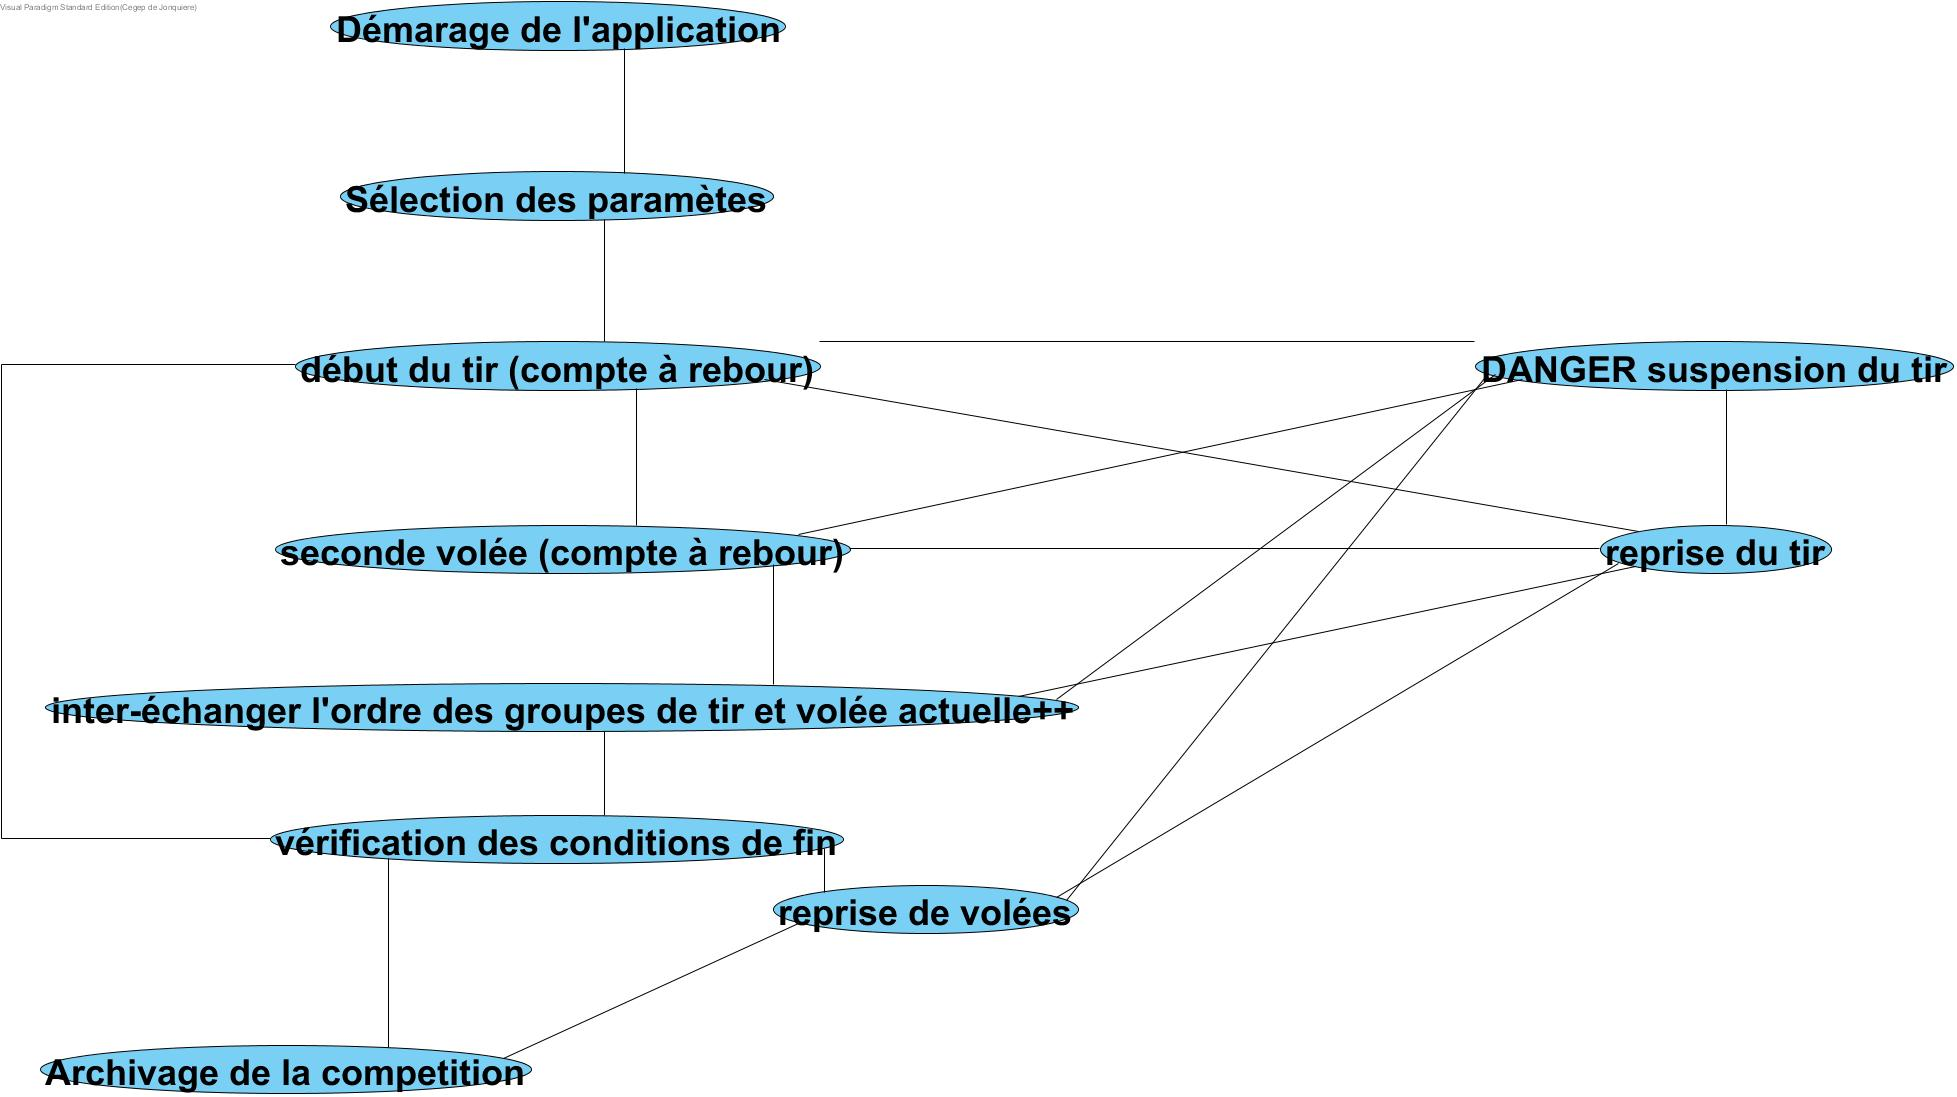 Visual Paradigm Standard Edition(Cegep de Jonquiere)
Démarage de l'application
Sélection des paramètes
début du tir (compte à rebour)
DANGER suspension du tir
seconde volée (compte à rebour)
reprise du tir
inter-échanger l'ordre des groupes de tir et volée actuelle++
vérification des conditions de fin
reprise de volées
Archivage de la competition